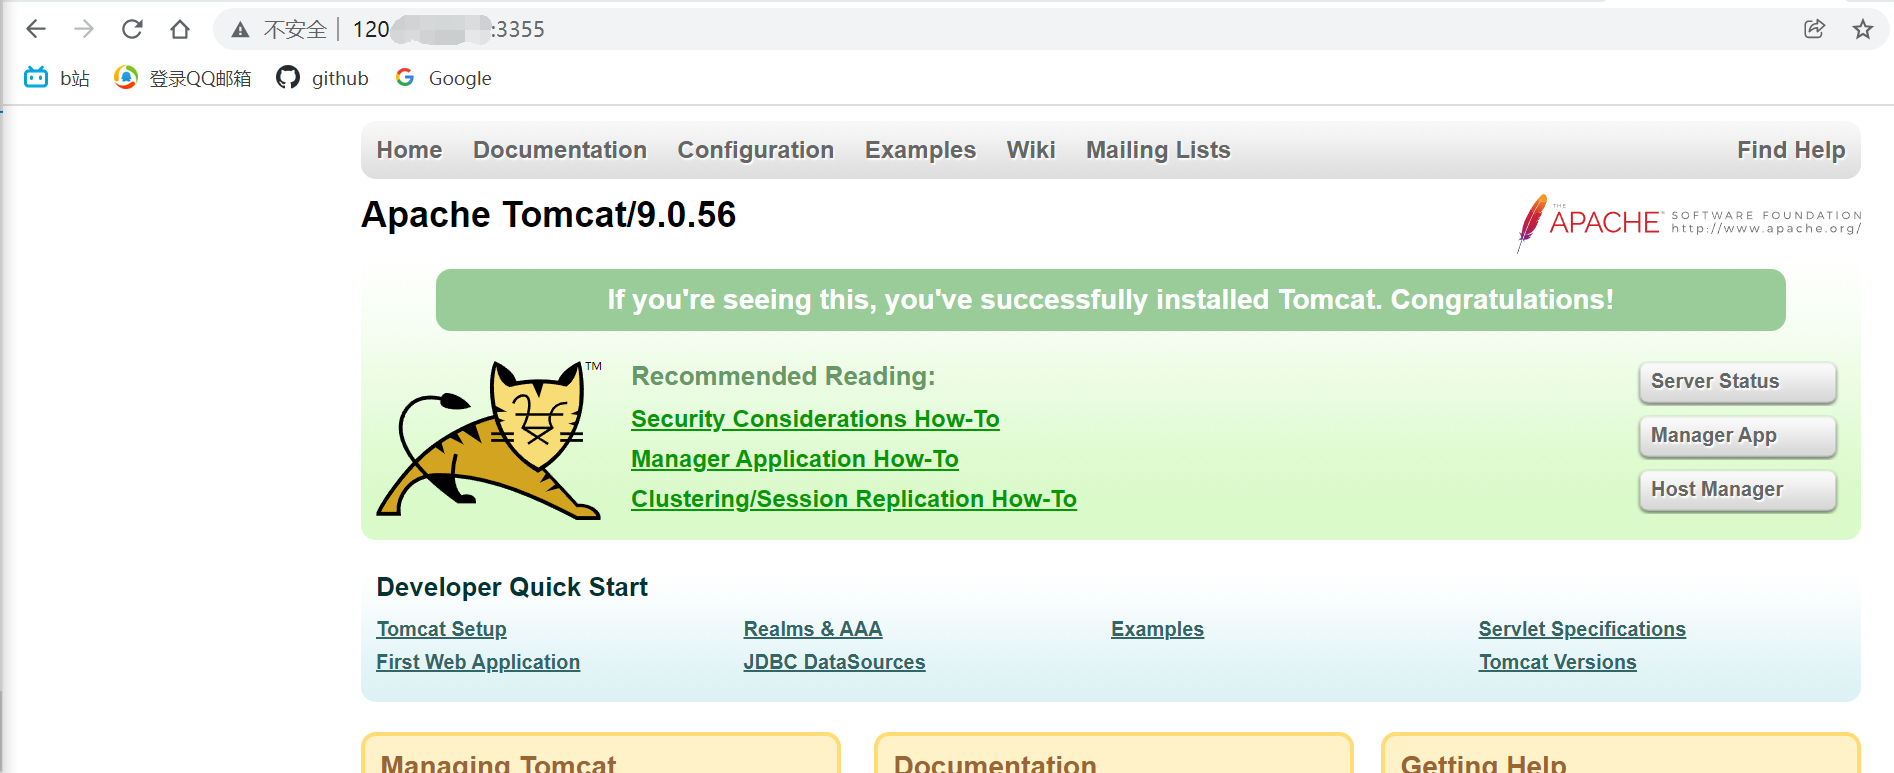 不安全 120 :3355
b站 登录QQ邮箱 github Google
Home Documentation Configuration Examples Wiki Mailing Lists Find Help
Apache Tomcat/9.0.56
THE APACHE SOFTWARE FOUNDATION
http://www.apache.org/
If you're seeing this, you've successfully installed Tomcat. Congratulations!
TM
Recommended Reading:
Security Considerations How-To
Manager Application How-To
Clustering/Session Replication How-To
Server Status
Manager App
Host Manager
Developer Quick Start
Tomcat Setup Realms & AAA Examples Servlet Specifications
First Web Application JDBC DataSources Tomcat Versions
Managing Tomcat Documentation Getting Help